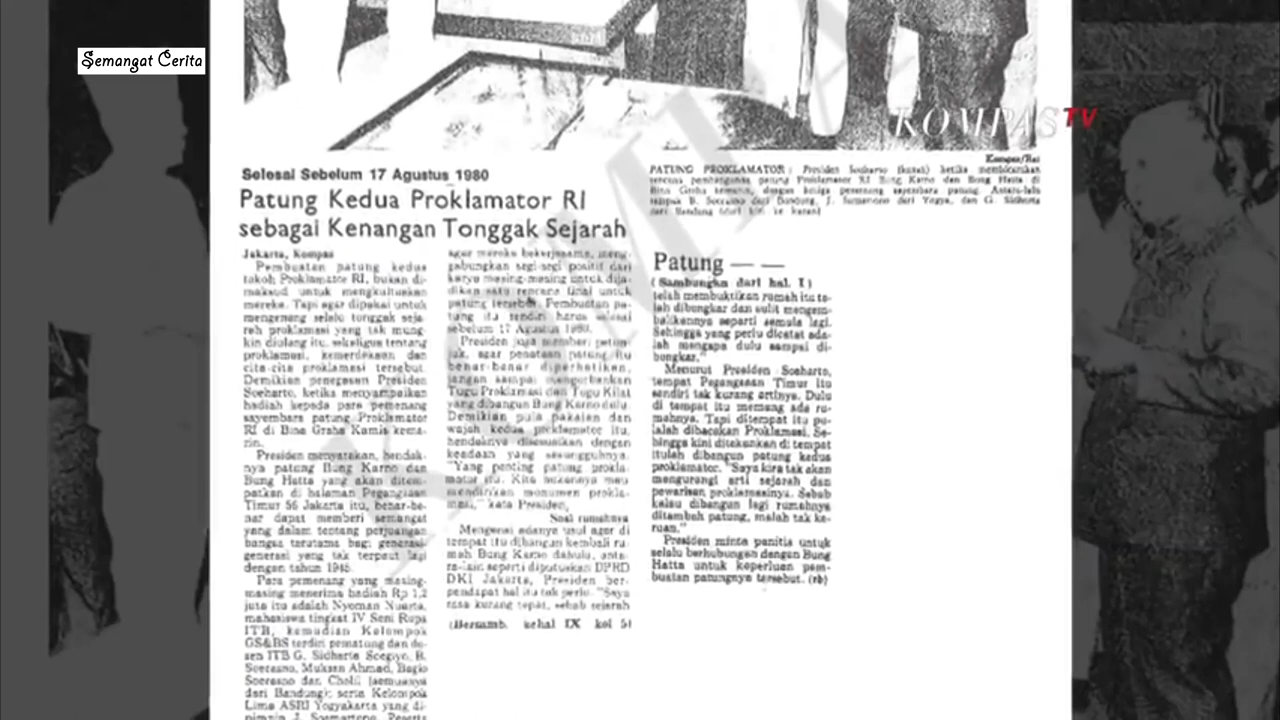 Semangat Cerita
KOMPAS TV
Kompas/Rat
Selesai Sebelum 17 Agustus 1980
Patung Kedua Proklamator RI
sebagai Kenangan Tonggak Sejarah
PATUNG PROKLAMATOR: Presiden Soeharto (kanan) ketika membicarakan
rencana pembangunan patung Proklamator RI Bung Karno dan Bung Hatta di
Bina Graha kemarin, dengan ketiga pemenang sayembara patung. Antara lain
nampak B. Soerarno dari Bandung, J. Sumartono dari Yogya, dan G. Sidharta
dari Bandung (dari kiri ke kanan)
Jakarta, Kompas
Pembuatan patung kedua
tokoh Proklamator RI, bukan di-
maksud untuk mengkultuskan
mereka. Tapi agar dipakai untuk
mengenang selalu tonggak seja-
rah proklamasi yang tak mung-
kin diulang itu, sekaligus tentang
proklamasi, kemerdekaan dan
cita-cita proklamasi tersebut.
Demikian penegasan Presiden
Soeharto, ketika menyampaikan
hadiah kepada para pemenang
sayembara patung Proklamator
RI di Bina Graha Kamis kema-
rin.
Presiden menyatakan, hendak-
nya patung Bung Karno dan
Bung Hatta yang akan ditem-
patkan di halaman Pegangsaan
Timur 56 Jakarta itu, benar-be-
nar dapat memberi semangat
yang dalam tentang perjuangan
bangsa terutama bagi generasi-
generasi yang tak terpaut lagi
dengan tahun 1945.
Para pemenang yang masing-
masing menerima hadiah Rp 1,2
juta itu adalah Nyoman Nuarta,
mahasiswa tingkat IV Seni Rupa
ITB, kemudian Kelompok
GS&BS terdiri pematung dan do-
sen ITB G. Sidharta Soegiyo, B.
Soerarno, Muksen Ahmad, Bagio
Soerarno dan Cholil (semuanya
dari Bandung); serta Kelompok
Lima ASRI Yogyakarta yang di-
pimpin J. Soemartono. Peserta
agar mereka bekerjasama, meng-
gabungkan segi-segi positif dari
karya masing-masing untuk dija-
dikan satu rencana final untuk
patung tersebut. Pembuatan pa-
tung itu sendiri harus selesai
sebelum 17 Agustus 1980.
Presiden juga memberi petun-
juk, agar penataan patung itu
benar-benar diperhatikan,
jangan sampai mengorbankan
Tugu Proklamasi dan Tugu Kilat
yang dibangun Bung Karno dulu.
Demikian pula pakaian dan
wajah kedua proklamator itu,
hendaknya disesuaikan dengan
keadaan yang sesungguhnya.
"Yang penting patung prokla-
mator itu. Kita bukannya mau
mendirikan monumen prokla-
masi," kata Presiden,
Soal rumahnya
Mengenai adanya usul agar di
tempat itu dibangun kembali ru-
mah Bung Karno dahulu, anta-
ra lain seperti diputuskan DPRD
DKI Jakarta, Presiden ber-
pendapat hal itu tak perlu. "Saya
rasa kurang tepat, sebab sejarah
(Bersamb. kehal IX kol 5)
Patung — —
(Sambungan dari hal. I)
telah membuktikan rumah itu te-
lah dibongkar dan sulit mengem-
balikannya seperti semula lagi.
Sehingga yang perlu dicatat ada-
lah mengapa dulu sampai di-
bongkar."
Menurut Presiden Soeharto,
tempat Pegangsaan Timur itu
sendiri tak kurang artinya. Dulu
di tempat itu memang ada ru-
mahnya. Tapi ditempat itu pu-
lalah dibacakan Proklamasi. Se-
hingga kini ditekankan di tempat
itulah dibangun patung kedua
proklamator. "Saya kira tak akan
mengurangi arti sejarah dan
pewarisan proklamasinya. Sebab
kalau dibangun lagi rumahnya
ditambah patung, malah tak ka-
ruan."
Presiden minta panitia untuk
selalu berhubungan dengan Bung
Hatta untuk keperluan pem-
buatan patungnya tersebut. (rb)